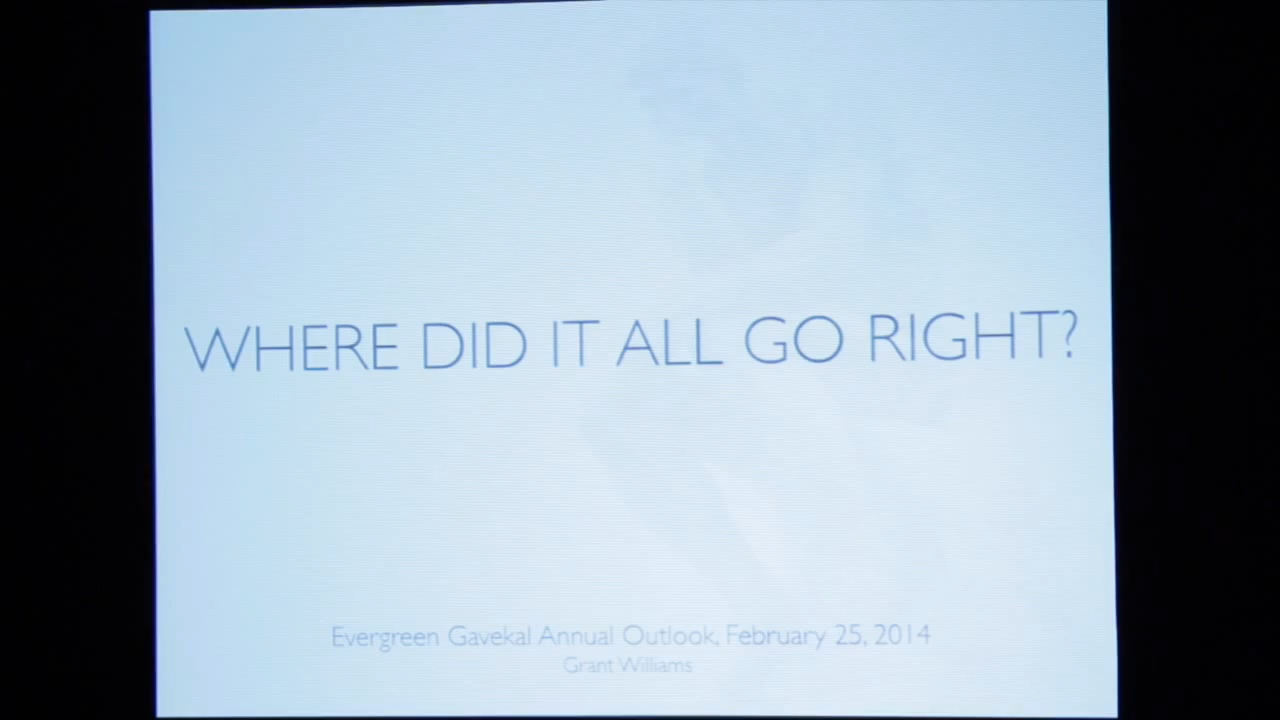 WHERE DID IT ALL GO RIGHT?
Evergreen Gavekal Annual Outlook, February 25, 2014
Grant Williams